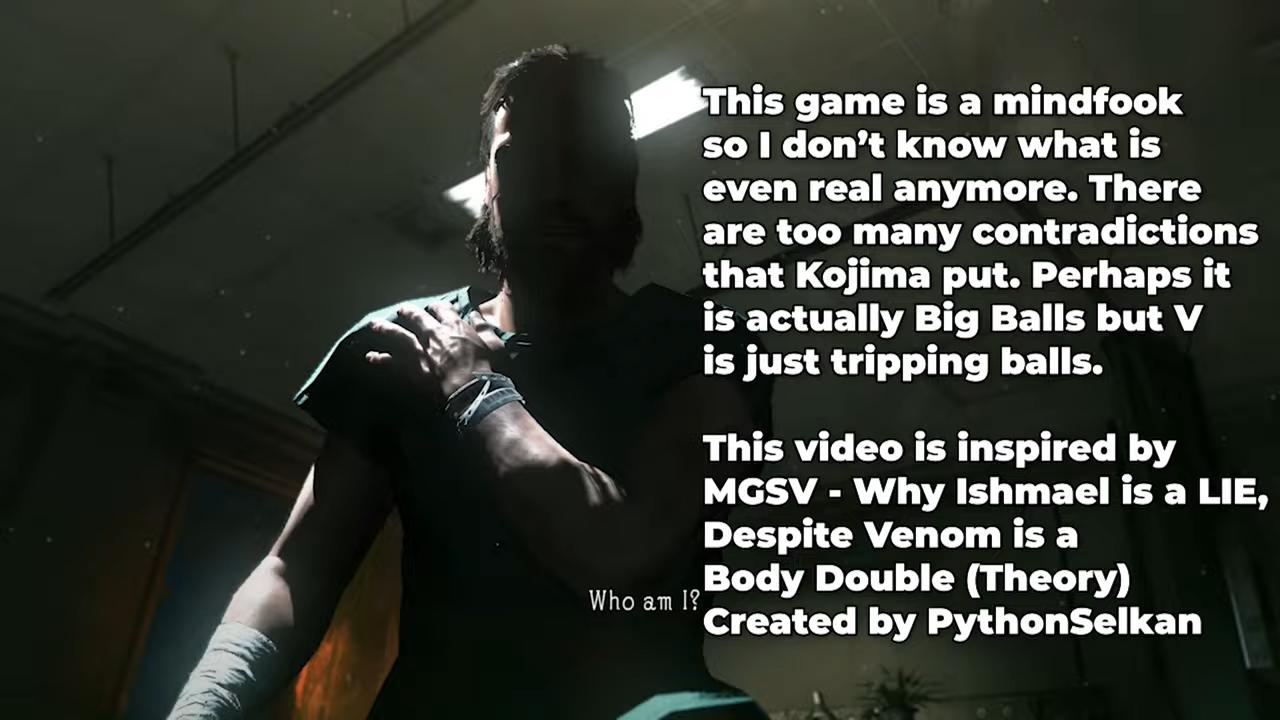 This game is a mindfook
so I don't know what is
even real anymore. There
are too many contradictions
that Kojima put. Perhaps it
is actually Big Balls but V
is just tripping balls.
This video is inspired by
MGSV - Why Ishmael is a LIE,
Despite Venom is a
Body Double (Theory)
Created by PythonSelkan
Who am I?